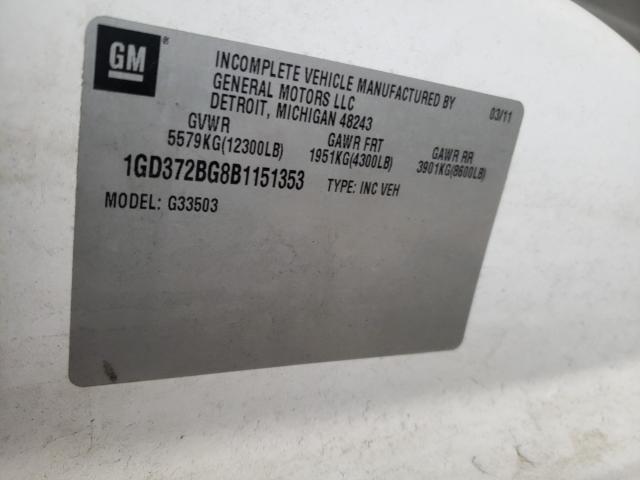 GM ®
INCOMPLETE VEHICLE MANUFACTURED BY
GENERAL MOTORS LLC
DETROIT, MICHIGAN 48243
03/11
GVWR GAWR FRT GAWR RR
5579KG(12300LB) 1951KG(4300LB) 3901KG(8600LB)
1GD372BG8B1151353 TYPE: INC VEH
MODEL: G33503